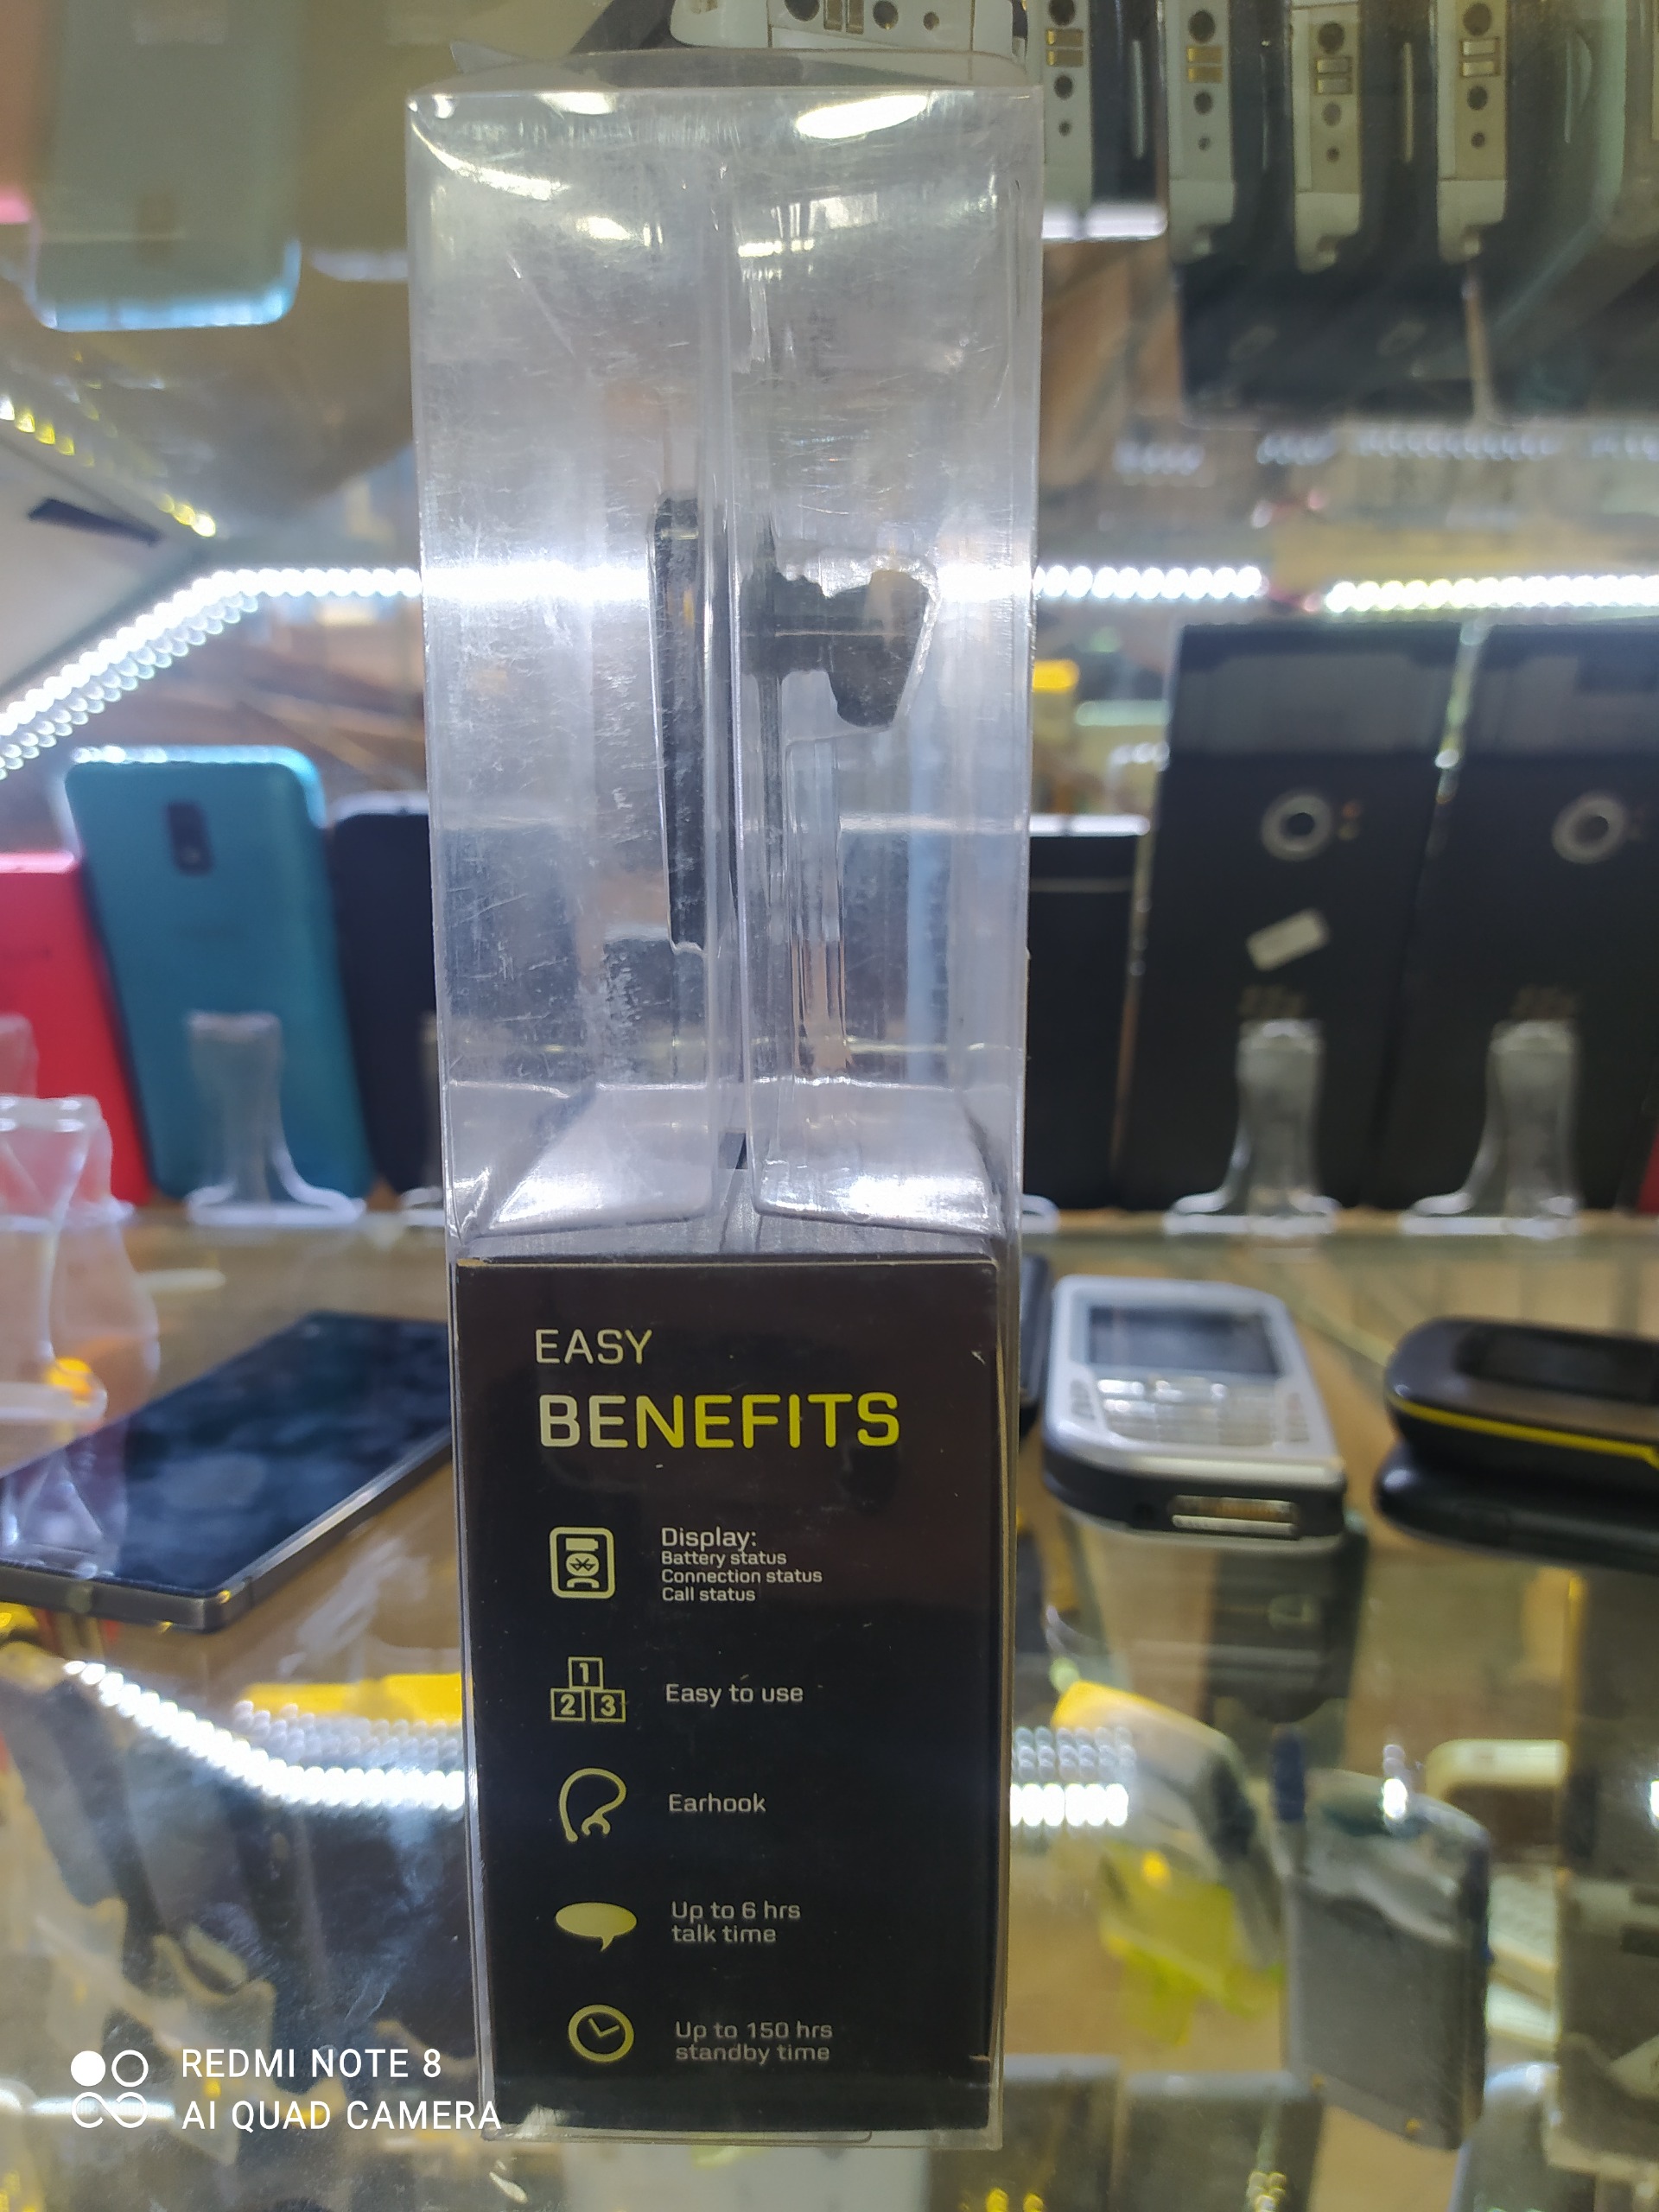 EASY
BENEFITS
Display:
Battery status
Connection status
Call status
1
2 3
Easy to use
Earhook
Up to 6 hrs
talk time
Up to 150 hrs
standby time
REDMI NOTE 8
AI QUAD CAMERA